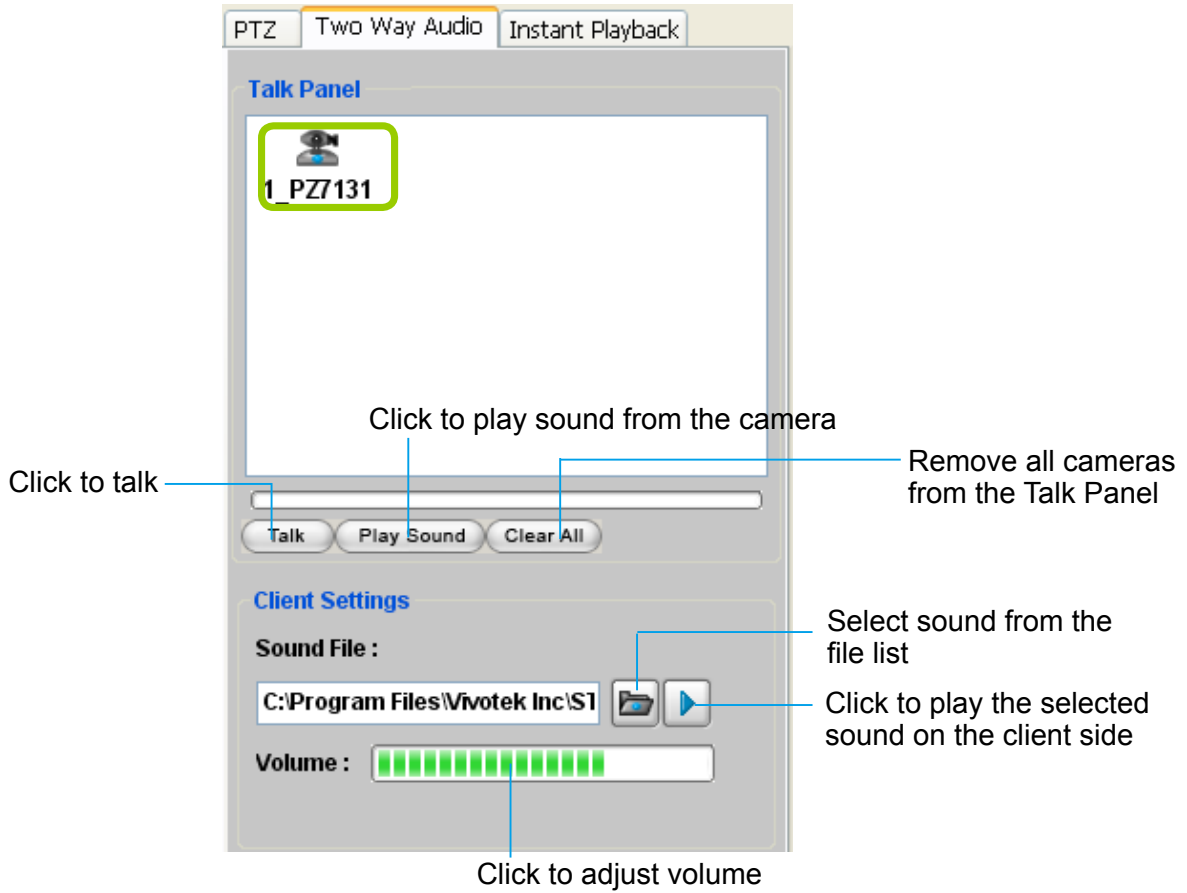 PTZ
Two Way Audio
Instant Playback
Talk Panel
1_PZ7131
Click to play sound from the camera
Click to talk
Remove all cameras
from the Talk Panel
Talk
Play Sound
Clear All
Client Settings
Select sound from the
file list
Sound File :
C:\Program Files\Vivotek Inc\ST
Click to play the selected
sound on the client side
Volume :
Click to adjust volume